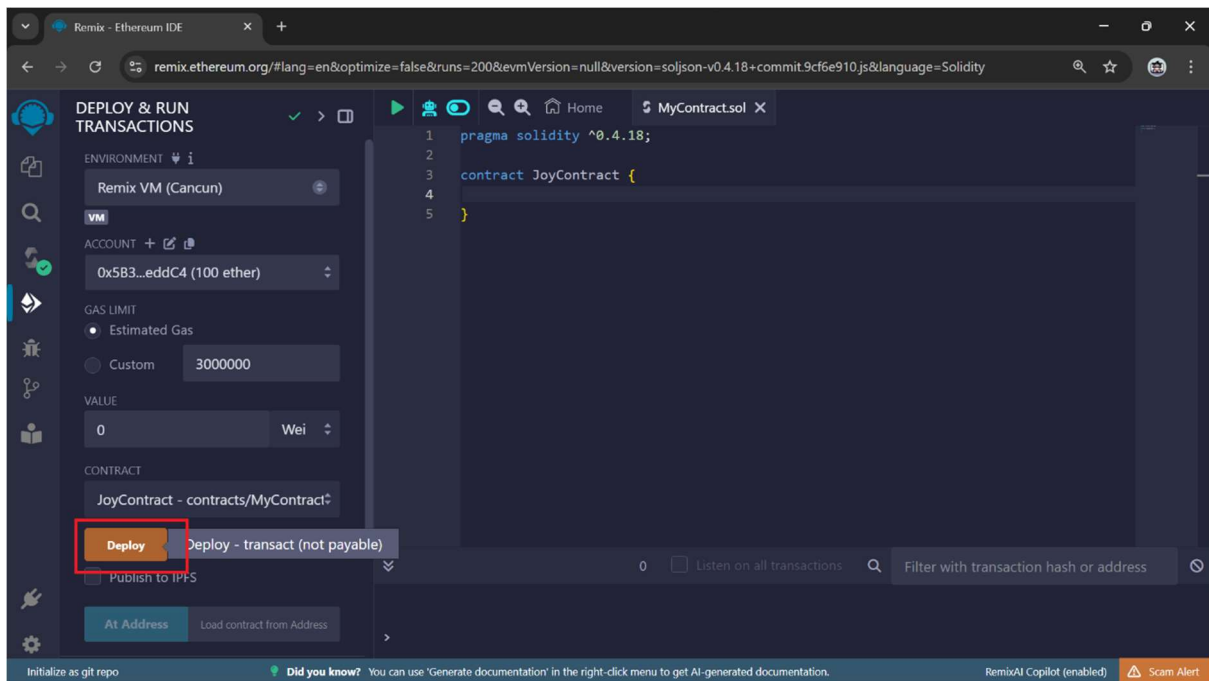 Remix - Ethereum IDE
remix.ethereum.org/#lang=en&optimize=false&runs=200&evmVersion=null&version=soljson-v0.4.18+commit.9cf6e910.js&language=Solidity
DEPLOY & RUN
TRANSACTIONS
ENVIRONMENT
Remix VM (Cancun)
VM
ACCOUNT
0x5B3...eddC4 (100 ether)
GAS LIMIT
Estimated Gas
Custom 3000000
VALUE
0 Wei
CONTRACT
JoyContract - contracts/MyContract
Deploy
Deploy - transact (not payable)
Publish to IPFS
At Address Load contract from Address
Home MyContract.sol
1 pragma solidity ^0.4.18;
2
3 contract JoyContract {
4
5 }
0 Listen on all transactions Filter with transaction hash or address
>
Initialize as git repo Did you know? You can use 'Generate documentation' in the right-click menu to get AI-generated documentation. RemixAI Copilot (enabled) Scam Alert